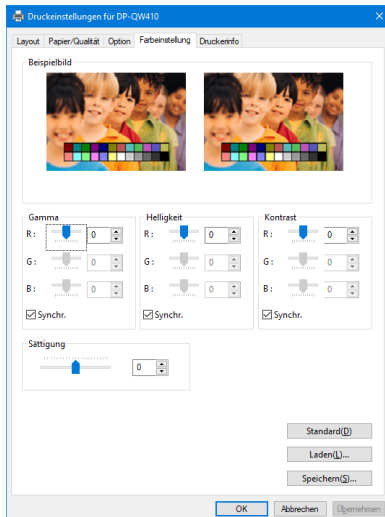 Druckeinstellungen für DP-QW410
Layout Papier/Qualität Option Farbeinstellung Druckerinfo
Beispielbild
Gamma Helligkeit Kontrast
R: 0 R: 0 R: 0
G: 0 G: 0 G: 0
B: 0 B: 0 B: 0
Synchr. Synchr. Synchr.
Sättigung
0
Standard(D)
Laden(L)...
Speichern(S)...
OK Abbrechen Übernehmen